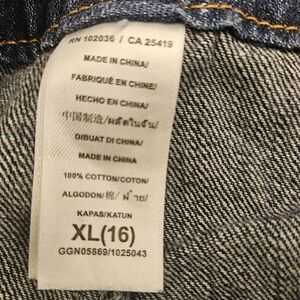 RN 102036 / CA 25419
MADE IN CHINA/
FABRIQUÉ EN CHINE/
HECHO EN CHINA/
中国制造/ผลิตในจีน/
DIBUAT DI CHINA/
MADE IN CHINA
100% COTTON/COTON/
ALGODON/棉/ฝ้าย/
KAPAS/KATUN
XL(16)
GGN05869/1025043